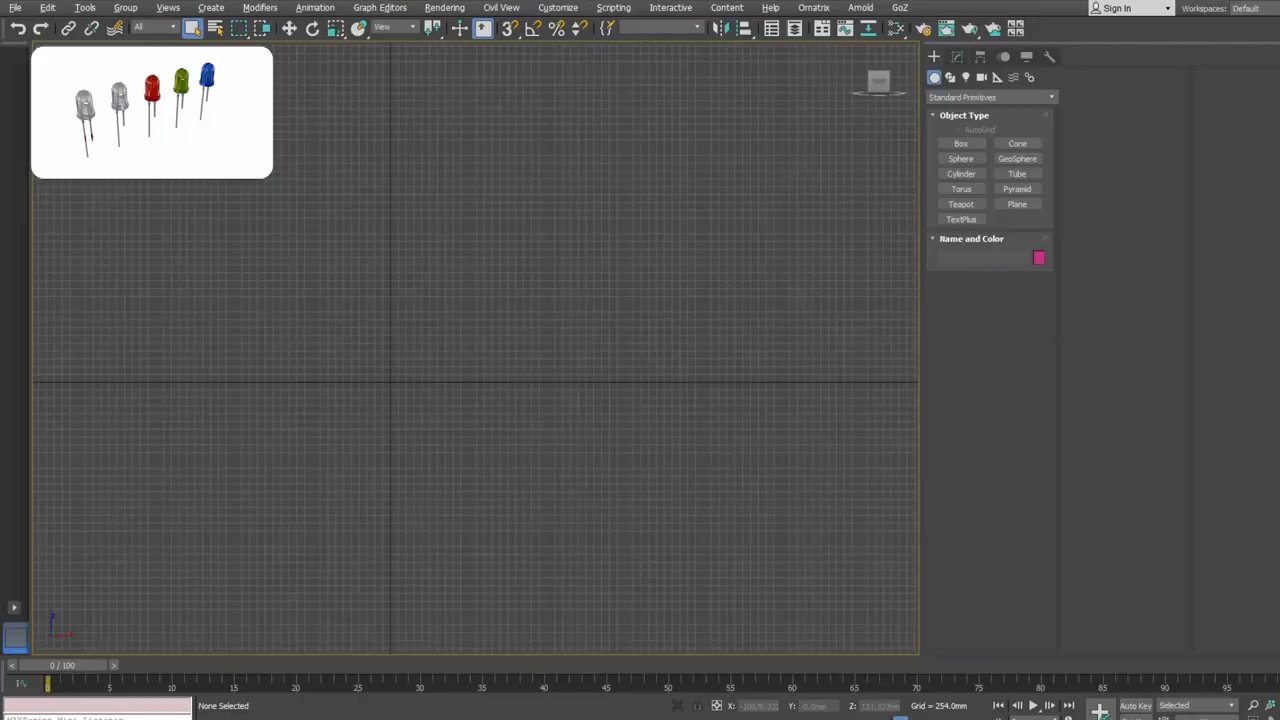 File Edit Tools Group Views Create Modifiers Animation Graph Editors Rendering Civil View Customize Scripting Interactive Content Help Ornatrix Arnold GoZ Sign In Workspaces: Default
All View
Standard Primitives
Object Type
AutoGrid
Box Cone
Sphere GeoSphere
Cylinder Tube
Torus Pyramid
Teapot Plane
TextPlus
Name and Color
z
0 / 100
0 5 10 15 20 25 30 35 40 45 50 55 60 65 70 75 80 85 90 95
None Selected X: Y: -0.0mm Z: 131.327mm Grid = 254.0mm Auto Key Selected